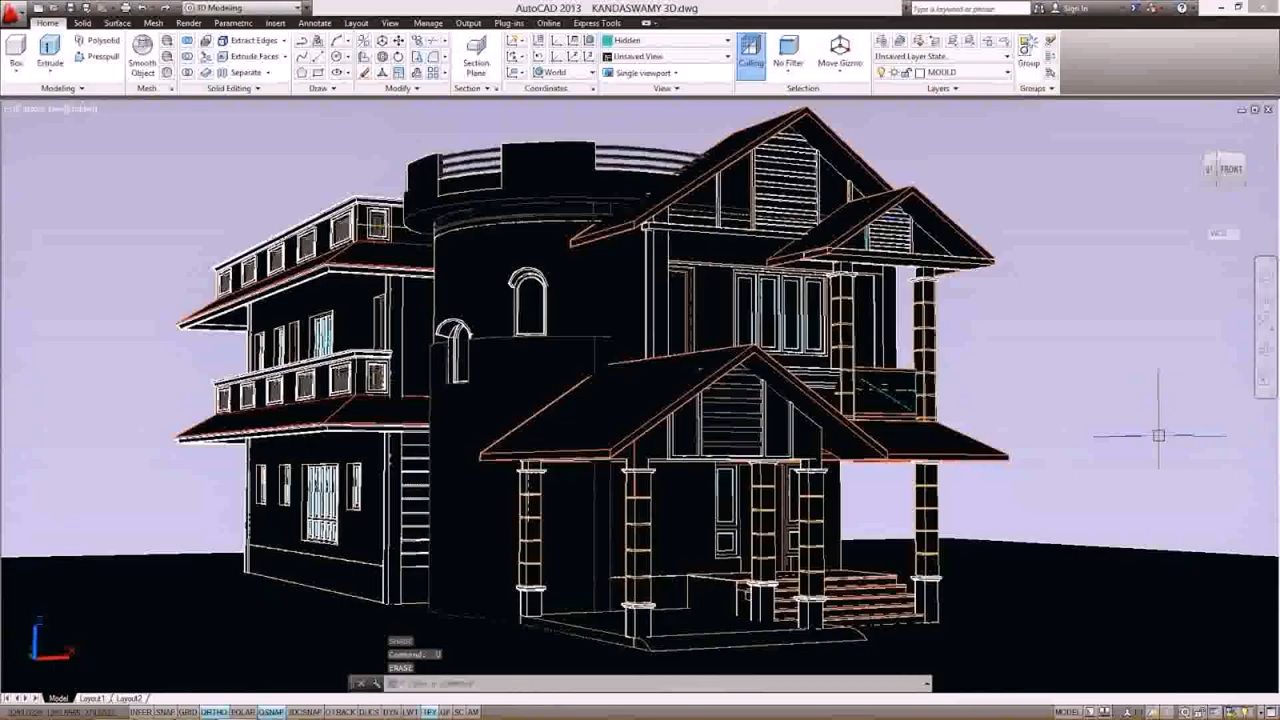 3D Modeling
AutoCAD 2013 KANDASWAMY 3D.dwg
Type a keyword or phrase
Sign In
Home Solid Surface Mesh Render Parametric Insert Annotate Layout View Manage Output Plug-ins Online Express Tools
Polysolid
Presspull
Box
Extrude
Smooth
Object
Extract Edges
Extrude Faces
Separate
Section
Plane
World
Hidden
Unsaved View
Single viewport
Culling
No Filter
Move Gizmo
Unsaved Layer State
MOULD
Group
Modeling
Mesh
Solid Editing
Draw
Modify
Section
Coordinates
View
Selection
Layers
Groups
FRONT
Command: U
ERASE
Model Layout1 Layout2
INFER SNAP GRID ORTHO POLAR OSNAP 3DOSNAP OTRACK DUCS DYN LWT TPY QP SC AM
MODEL